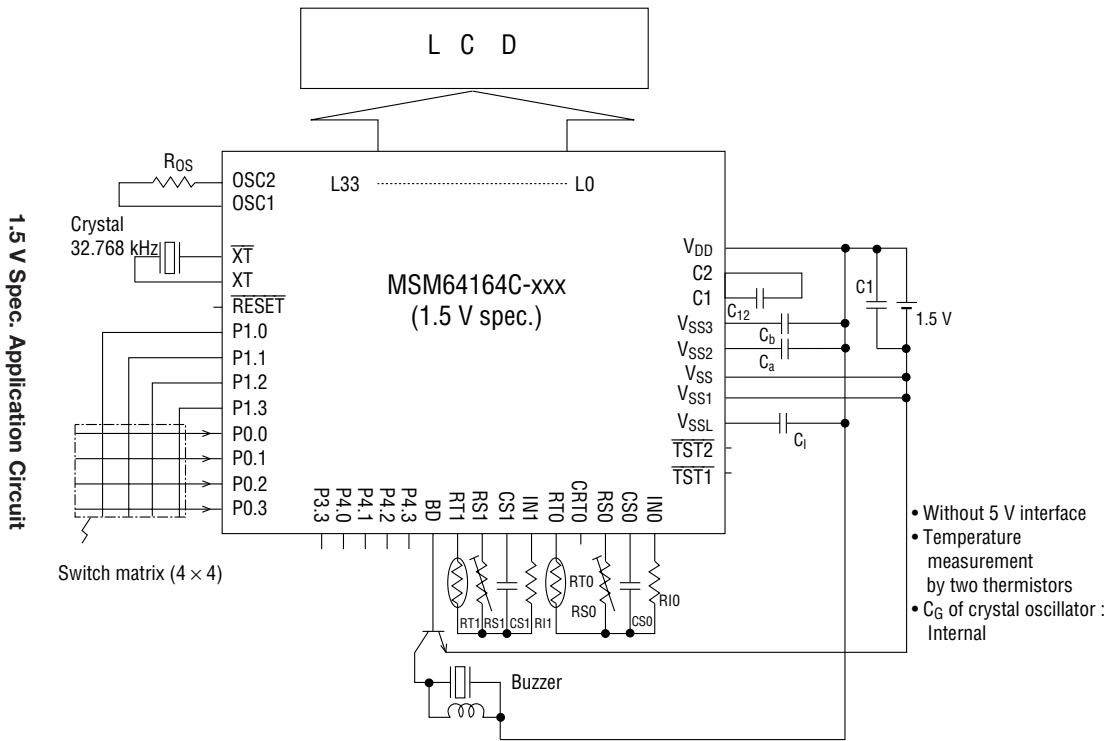 1.5 V Spec. Application Circuit
L C D
L33
L0
R_OS
OSC2
OSC1
Crystal
32.768 kHz
X̅T̅
XT
R̅E̅S̅E̅T̅
P1.0
P1.1
P1.2
P1.3
P0.0
P0.1
P0.2
P0.3
Switch matrix (4 × 4)
MSM64164C-xxx
(1.5 V spec.)
V_DD
C2
C1
V_SS3
V_SS2
V_SS
V_SS1
V_SSL
T̅S̅T̅2̅
T̅S̅T̅1̅
C_12
C_b
C_a
C_l
C1
1.5 V
P3.3
P4.0
P4.1
P4.2
P4.3
BD
RT1
RS1
CS1
IN1
RT0
CRT0
RS0
CS0
IN0
RT1
RS1
CS1
RI1
RT0
RS0
CS0
RI0
Buzzer
• Without 5 V interface
• Temperature
measurement
by two thermistors
• C_G of crystal oscillator :
Internal